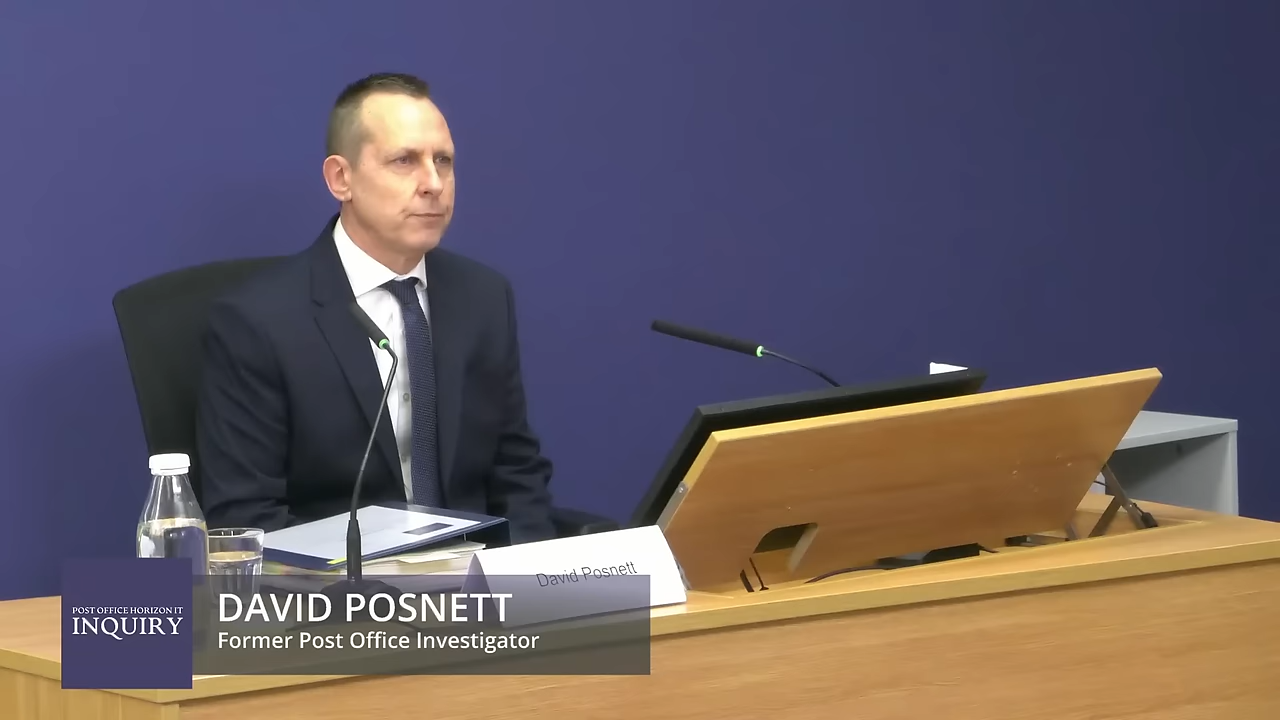 David Posnett
POST OFFICE HORIZON IT
INQUIRY
DAVID POSNETT
Former Post Office Investigator